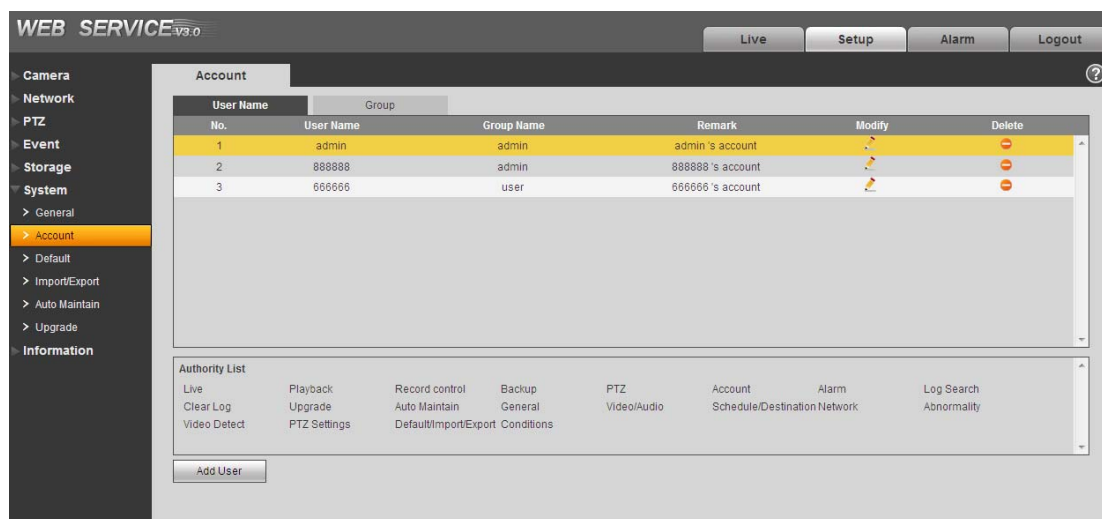 WEB SERVICE V3.0
Live Setup Alarm Logout
Camera
Network
PTZ
Event
Storage
System
> General
> Account
> Default
> Import/Export
> Auto Maintain
> Upgrade
Information
Account ?
User Name Group
No. User Name Group Name Remark Modify Delete
1 admin admin admin 's account
2 888888 admin 888888 's account
3 666666 user 666666 's account
Authority List
Live Playback Record control Backup PTZ Account Alarm Log Search
Clear Log Upgrade Auto Maintain General Video/Audio Schedule/Destination Network Abnormality
Video Detect PTZ Settings Default/Import/Export Conditions
Add User